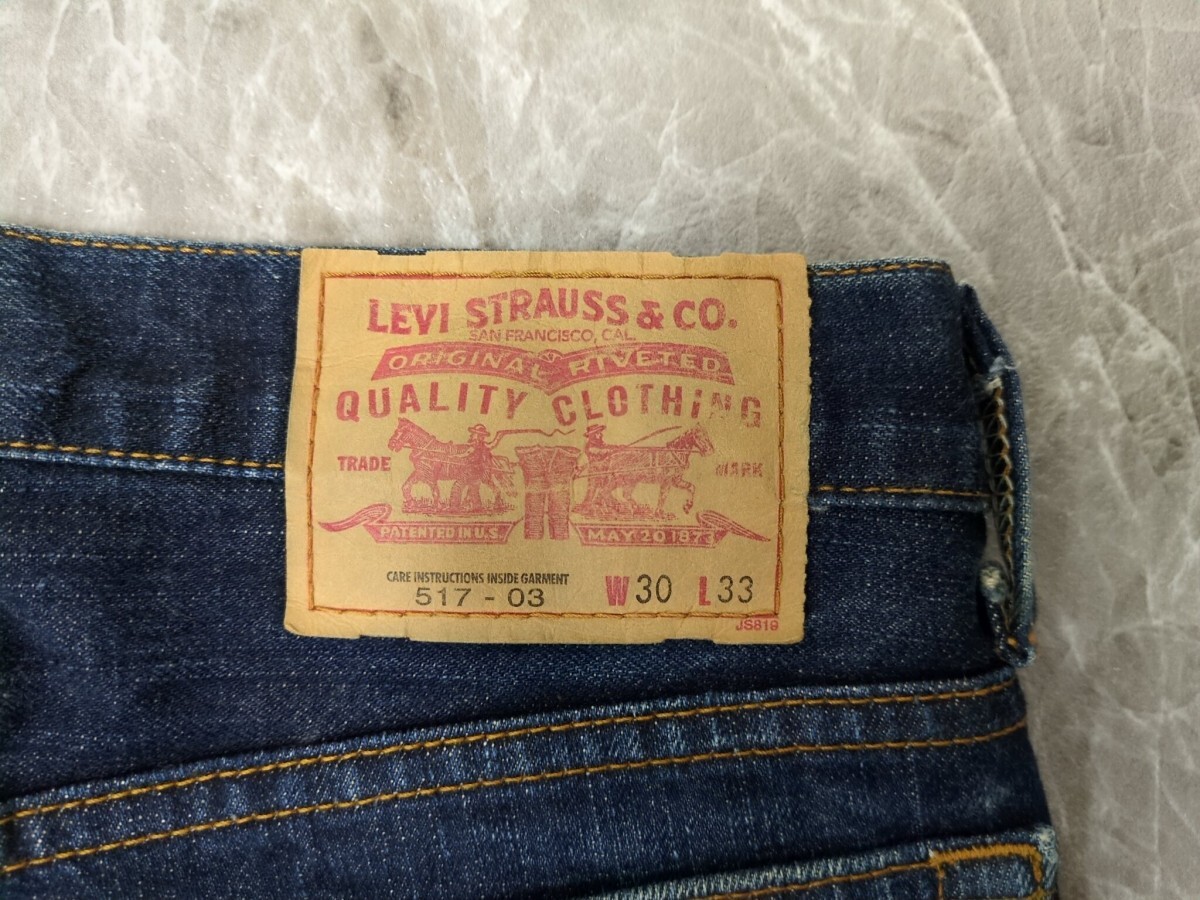 LEVI STRAUSS & CO.
SAN FRANCISCO, CAL.
ORIGINAL RIVETED
QUALITY CLOTHING
TRADE MARK
PATENTED IN U.S. MAY 20 1873
CARE INSTRUCTIONS INSIDE GARMENT
517 - 03 W30 L33
JS819